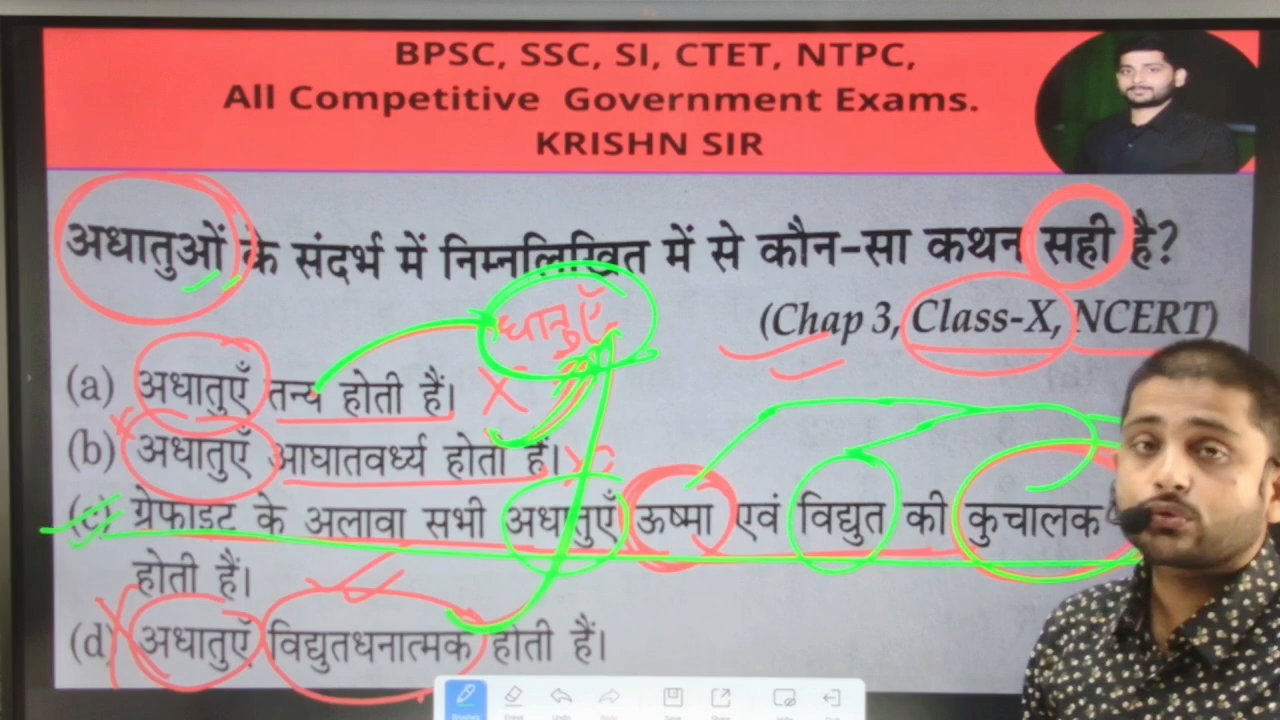 BPSC, SSC, SI, CTET, NTPC,
All Competitive Government Exams.
KRISHN SIR
अधातुओं के संदर्भ में निम्नलिखित में से कौन-सा कथन सही है?
(Chap 3, Class-X, NCERT)
धातुएँ
(a) अधातुएँ तन्य होती हैं।
(b) अधातुएँ आघातवर्ध्य होती हैं।
(c) ग्रेफाइट के अलावा सभी अधातुएँ ऊष्मा एवं विद्युत की कुचालक
होती हैं।
(d) अधातुएँ विद्युतधनात्मक होती हैं।